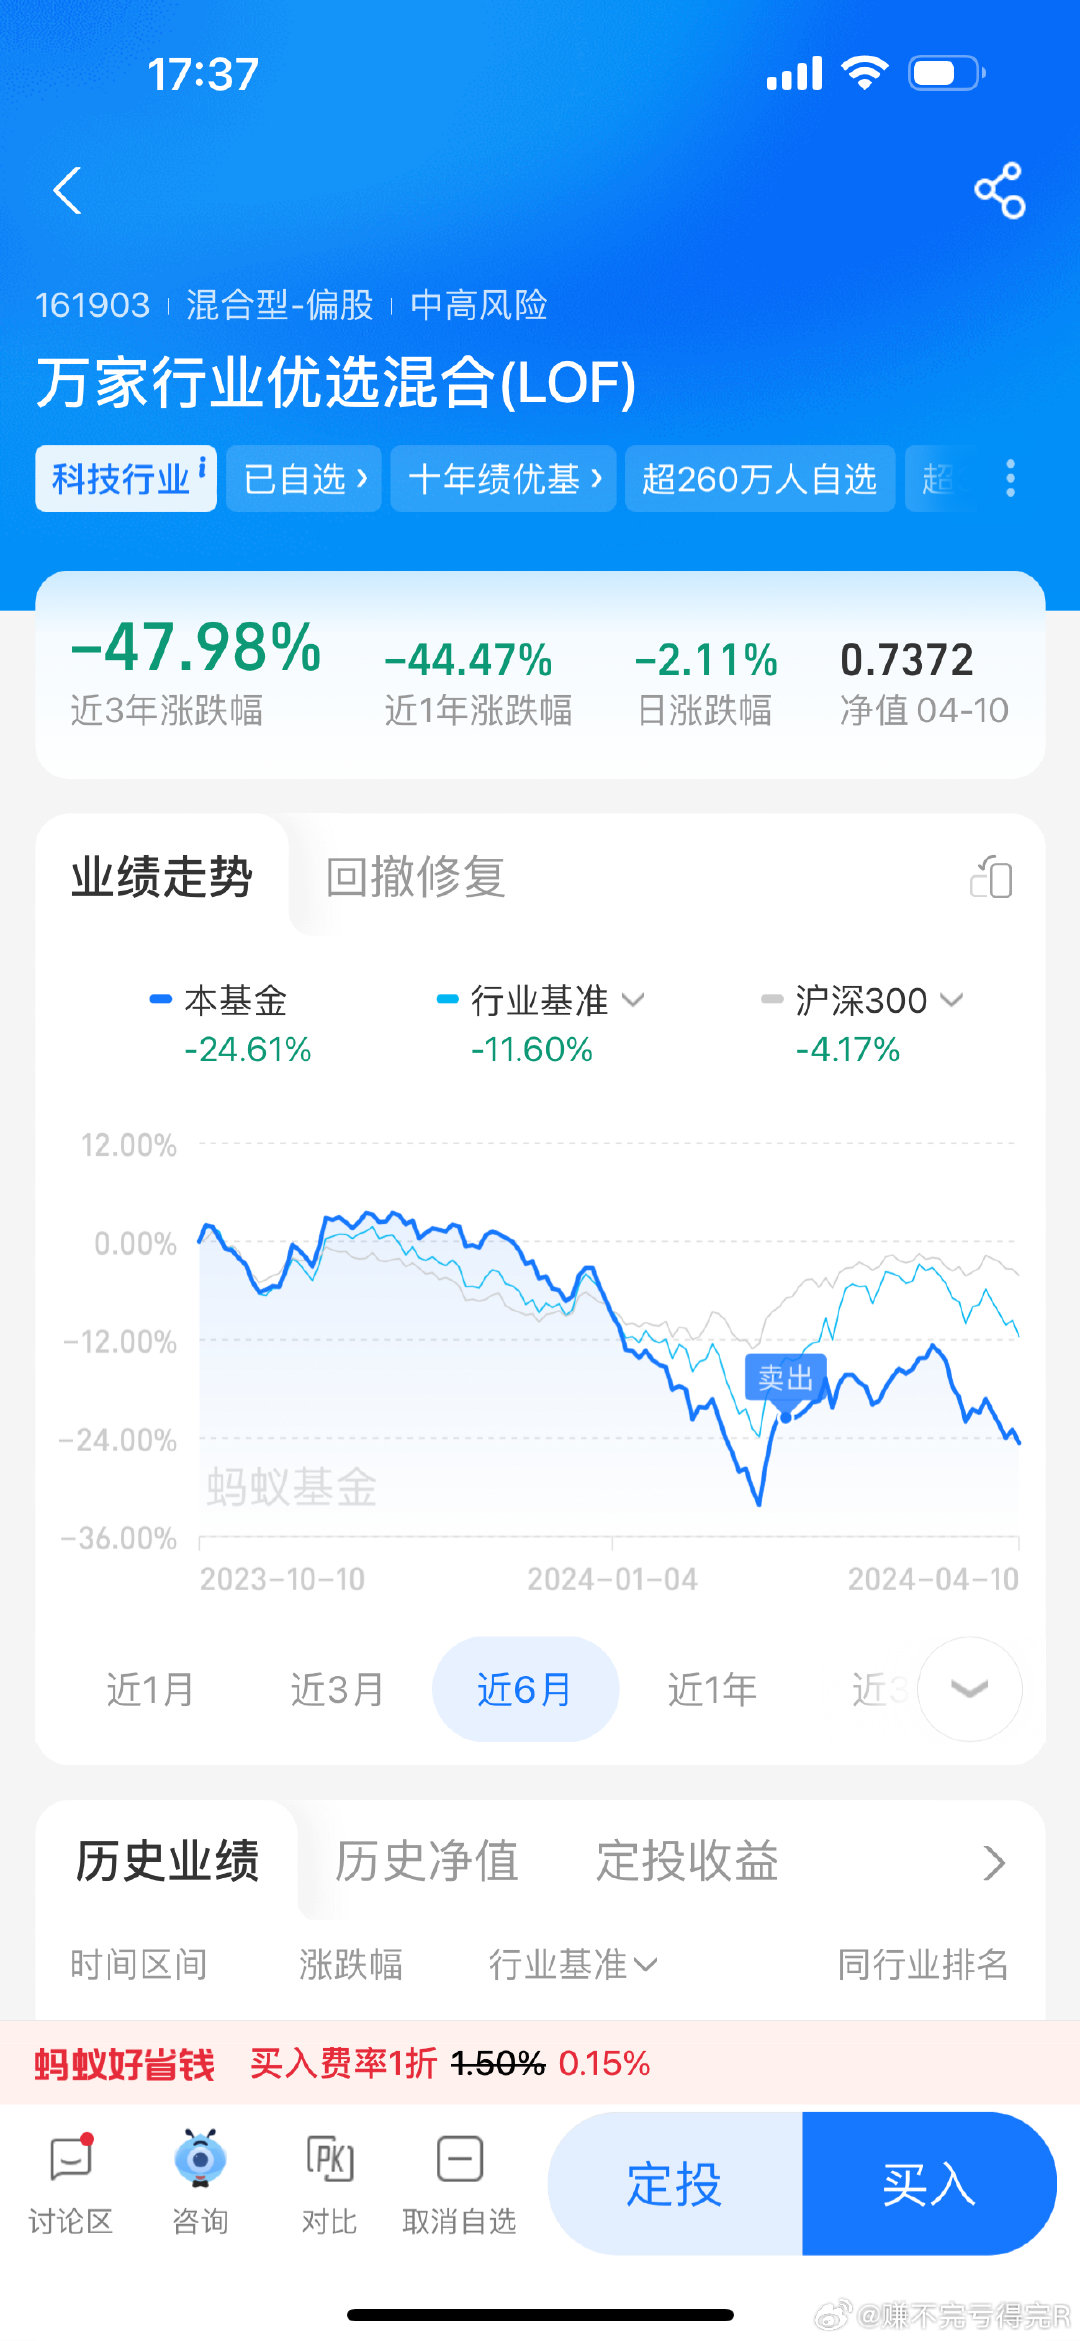 17:37
161903 | 混合型-偏股 | 中高风险
万家行业优选混合(LOF)
科技行业 i 已自选 › 十年绩优基 › 超260万人自选 超
-47.98% -44.47% -2.11% 0.7372
近3年涨跌幅 近1年涨跌幅 日涨跌幅 净值 04-10
业绩走势 回撤修复
本基金 行业基准 沪深300
-24.61% -11.60% -4.17%
12.00%
0.00%
-12.00%
卖出
-24.00%
蚂蚁基金
-36.00%
2023-10-10 2024-01-04 2024-04-10
近1月 近3月 近6月 近1年 近3
历史业绩 历史净值 定投收益
时间区间 涨跌幅 行业基准 同行业排名
蚂蚁好省钱 买入费率1折 1.50% 0.15%
PK
定投 买入
讨论区 咨询 对比 取消自选
@赚不完亏得完R